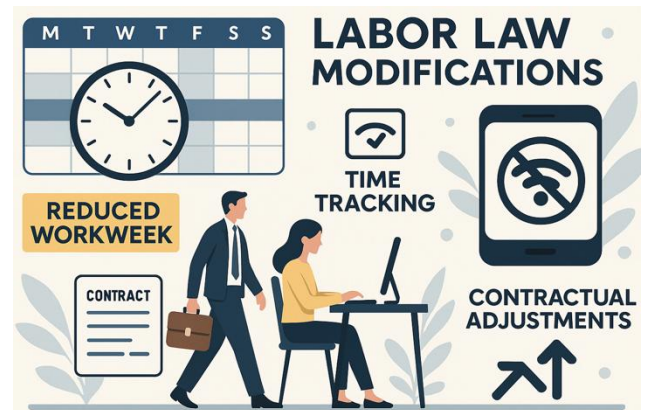 M T W T F S S
LABOR LAW
MODIFICATIONS
TIME
TRACKING
REDUCED
WORKWEEK
CONTRACT
CONTRACTUAL
ADJUSTMENTS